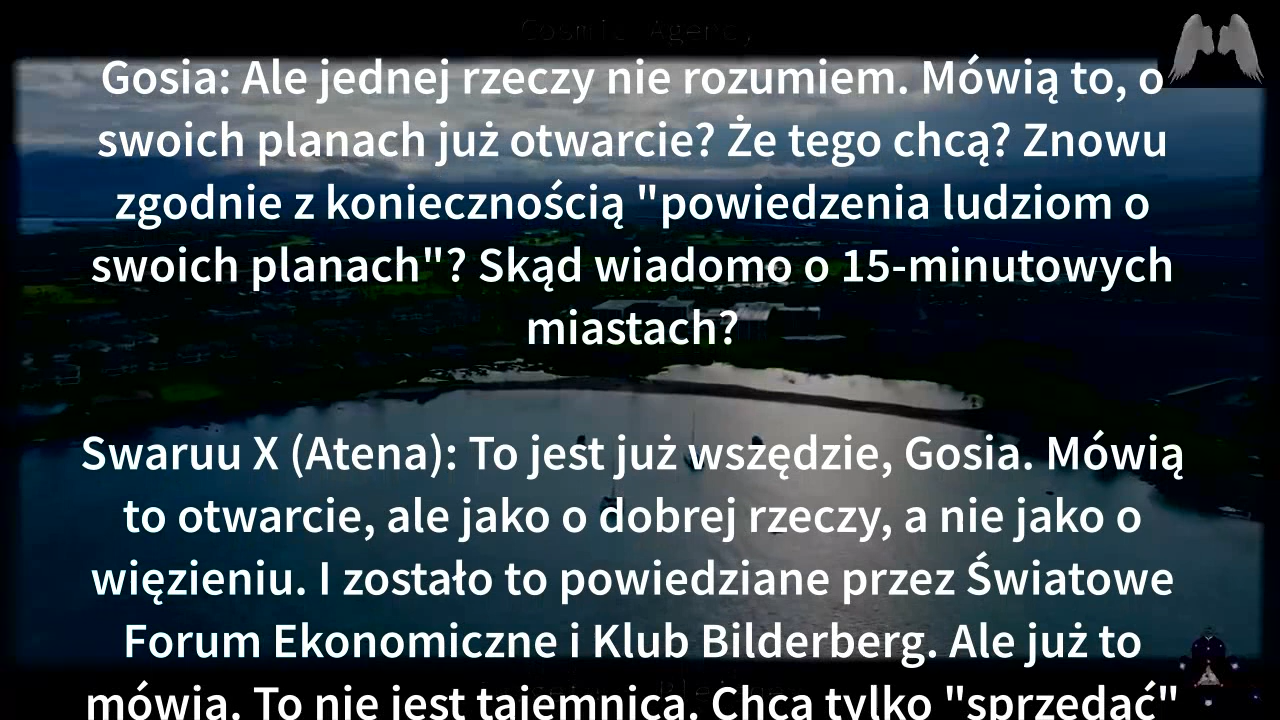 Cosmic Agency
Gosia: Ale jednej rzeczy nie rozumiem. Mówią to, o
swoich planach już otwarcie? Że tego chcą? Znowu
zgodnie z koniecznością "powiedzenia ludziom o
swoich planach"? Skąd wiadomo o 15-minutowych
miastach?
Swaruu X (Atena): To jest już wszędzie, Gosia. Mówią
to otwarcie, ale jako o dobrej rzeczy, a nie jako o
więzieniu. I zostało to powiedziane przez Światowe
Forum Ekonomiczne i Klub Bilderberg. Ale już to
mówią. To nie jest tajemnica. Chcą tylko "sprzedać"